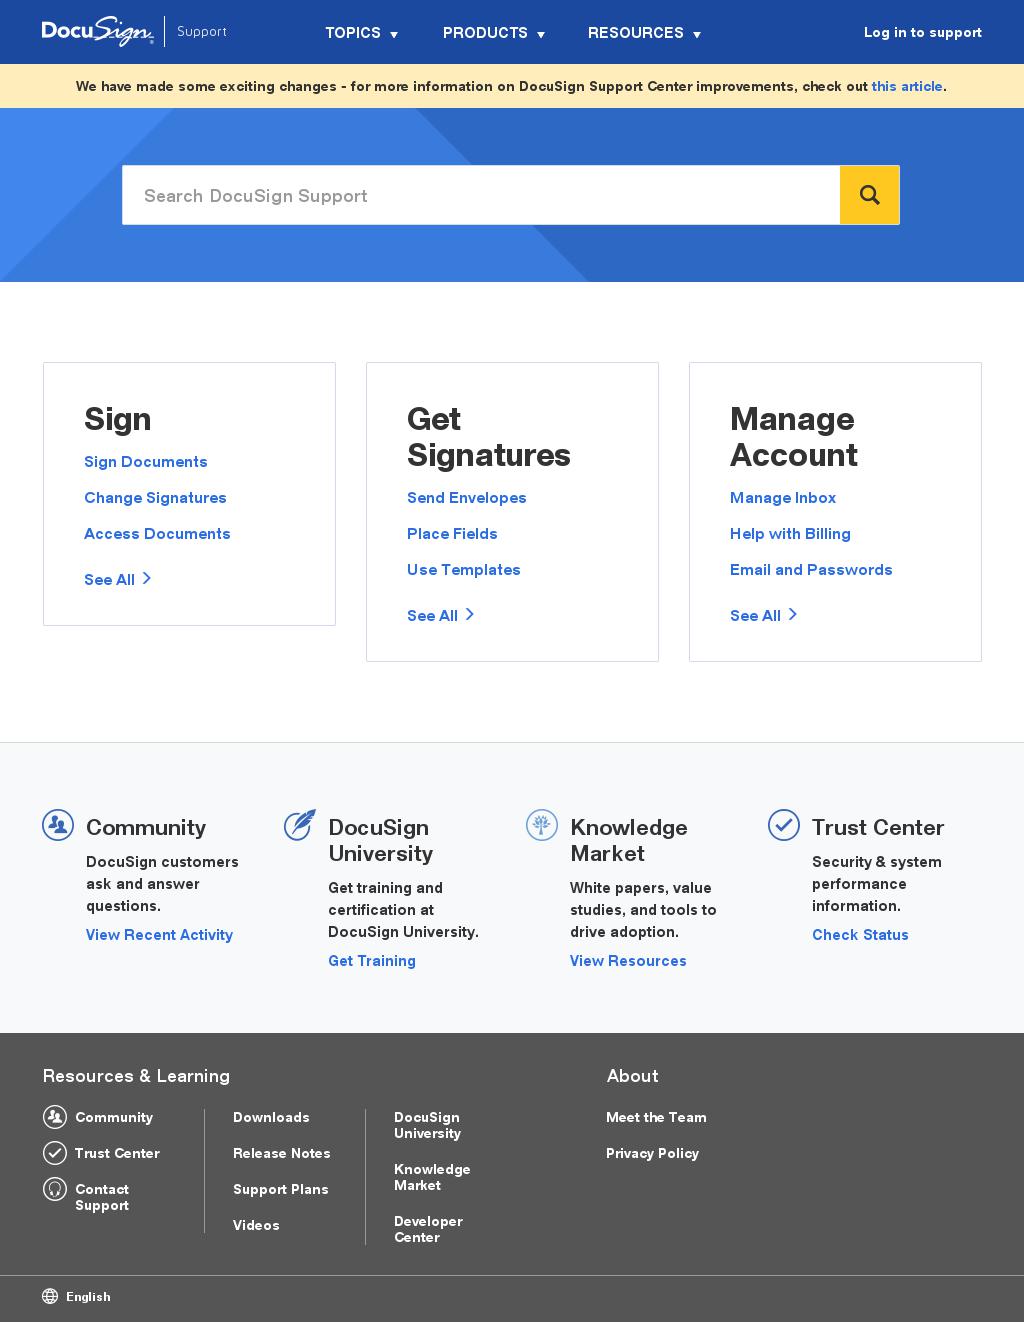 DocuSign
Support
TOPICS
PRODUCTS
RESOURCES
Log in to support
We have made some exciting changes - for more information on DocuSign Support Center improvements, check out this article.
Search DocuSign Support
Sign
Sign Documents
Change Signatures
Access Documents
See All
Get
Signatures
Send Envelopes
Place Fields
Use Templates
See All
Manage
Account
Manage Inbox
Help with Billing
Email and Passwords
See All
Community
DocuSign customers
ask and answer
questions.
View Recent Activity
DocuSign
University
Get training and
certification at
DocuSign University.
Get Training
Knowledge
Market
White papers, value
studies, and tools to
drive adoption.
View Resources
Trust Center
Security & system
performance
information.
Check Status
Resources & Learning
Community
Trust Center
Contact
Support
Downloads
Release Notes
Support Plans
Videos
DocuSign
University
Knowledge
Market
Developer
Center
About
Meet the Team
Privacy Policy
English